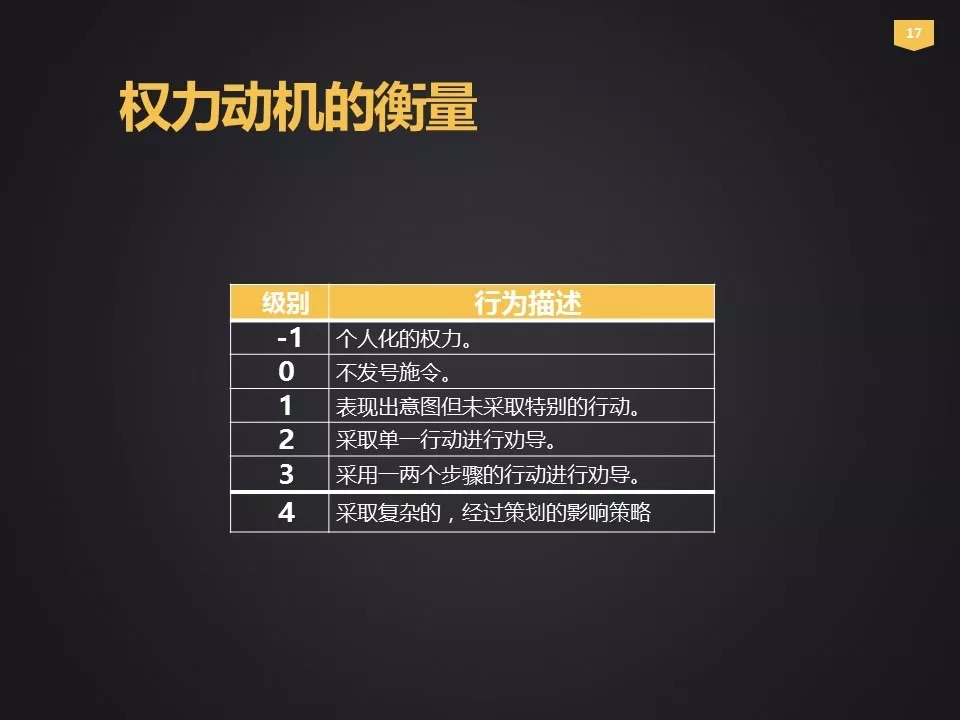 17
权力动机的衡量
级别 行为描述
-1 个人化的权力。
0 不发号施令。
1 表现出意图但未采取特别的行动。
2 采取单一行动进行劝导。
3 采用一两个步骤的行动进行劝导。
4 采取复杂的，经过策划的影响策略